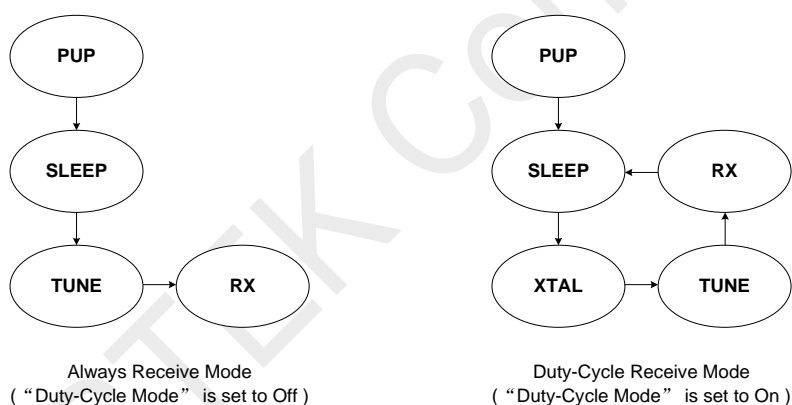 PUP
SLEEP
TUNE
RX
Always Receive Mode
( “Duty-Cycle Mode” is set to Off )
PUP
SLEEP
RX
XTAL
TUNE
Duty-Cycle Receive Mode
( “Duty-Cycle Mode” is set to On )